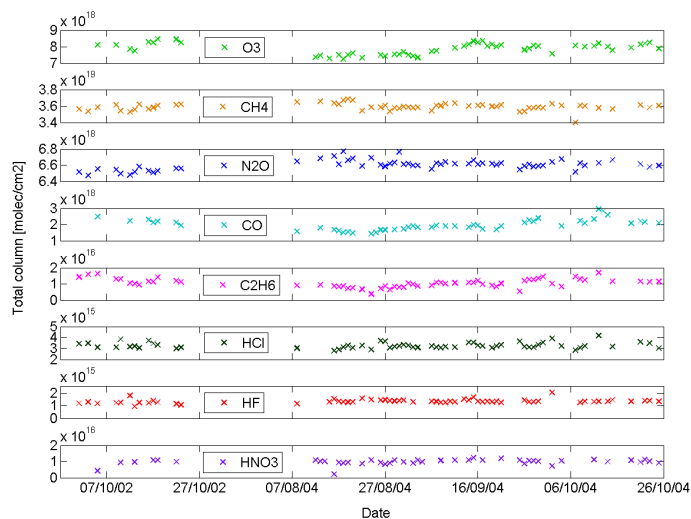 x 10^18
9
8
7
O3
x 10^19
3.8
3.6
3.4
CH4
x 10^18
6.8
6.6
6.4
N2O
x 10^18
3
2
1
CO
x 10^16
2
1
0
C2H6
x 10^15
5
4
3
2
HCl
x 10^15
2
1
0
HF
x 10^16
2
1
0
HNO3
Total column [molec/cm2]
07/10/02 27/10/02 07/08/04 27/08/04 16/09/04 06/10/04 26/10/04
Date